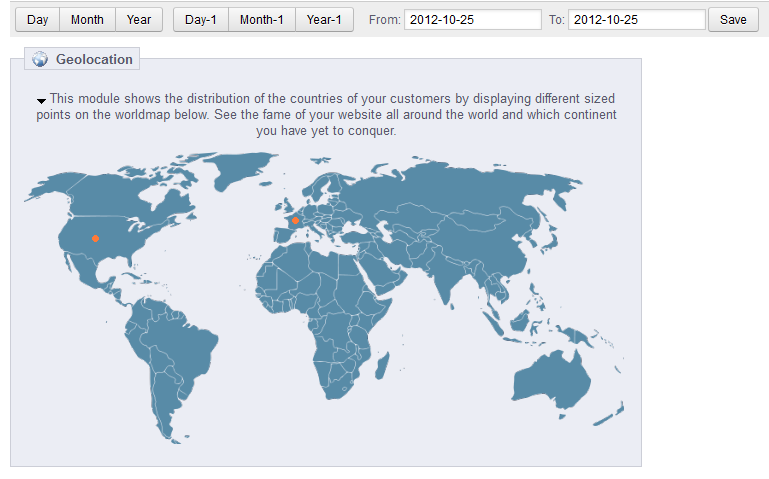 Day Month Year Day-1 Month-1 Year-1 From: 2012-10-25 To: 2012-10-25 Save
Geolocation
This module shows the distribution of the countries of your customers by displaying different sized
points on the worldmap below. See the fame of your website all around the world and which continent
you have yet to conquer.